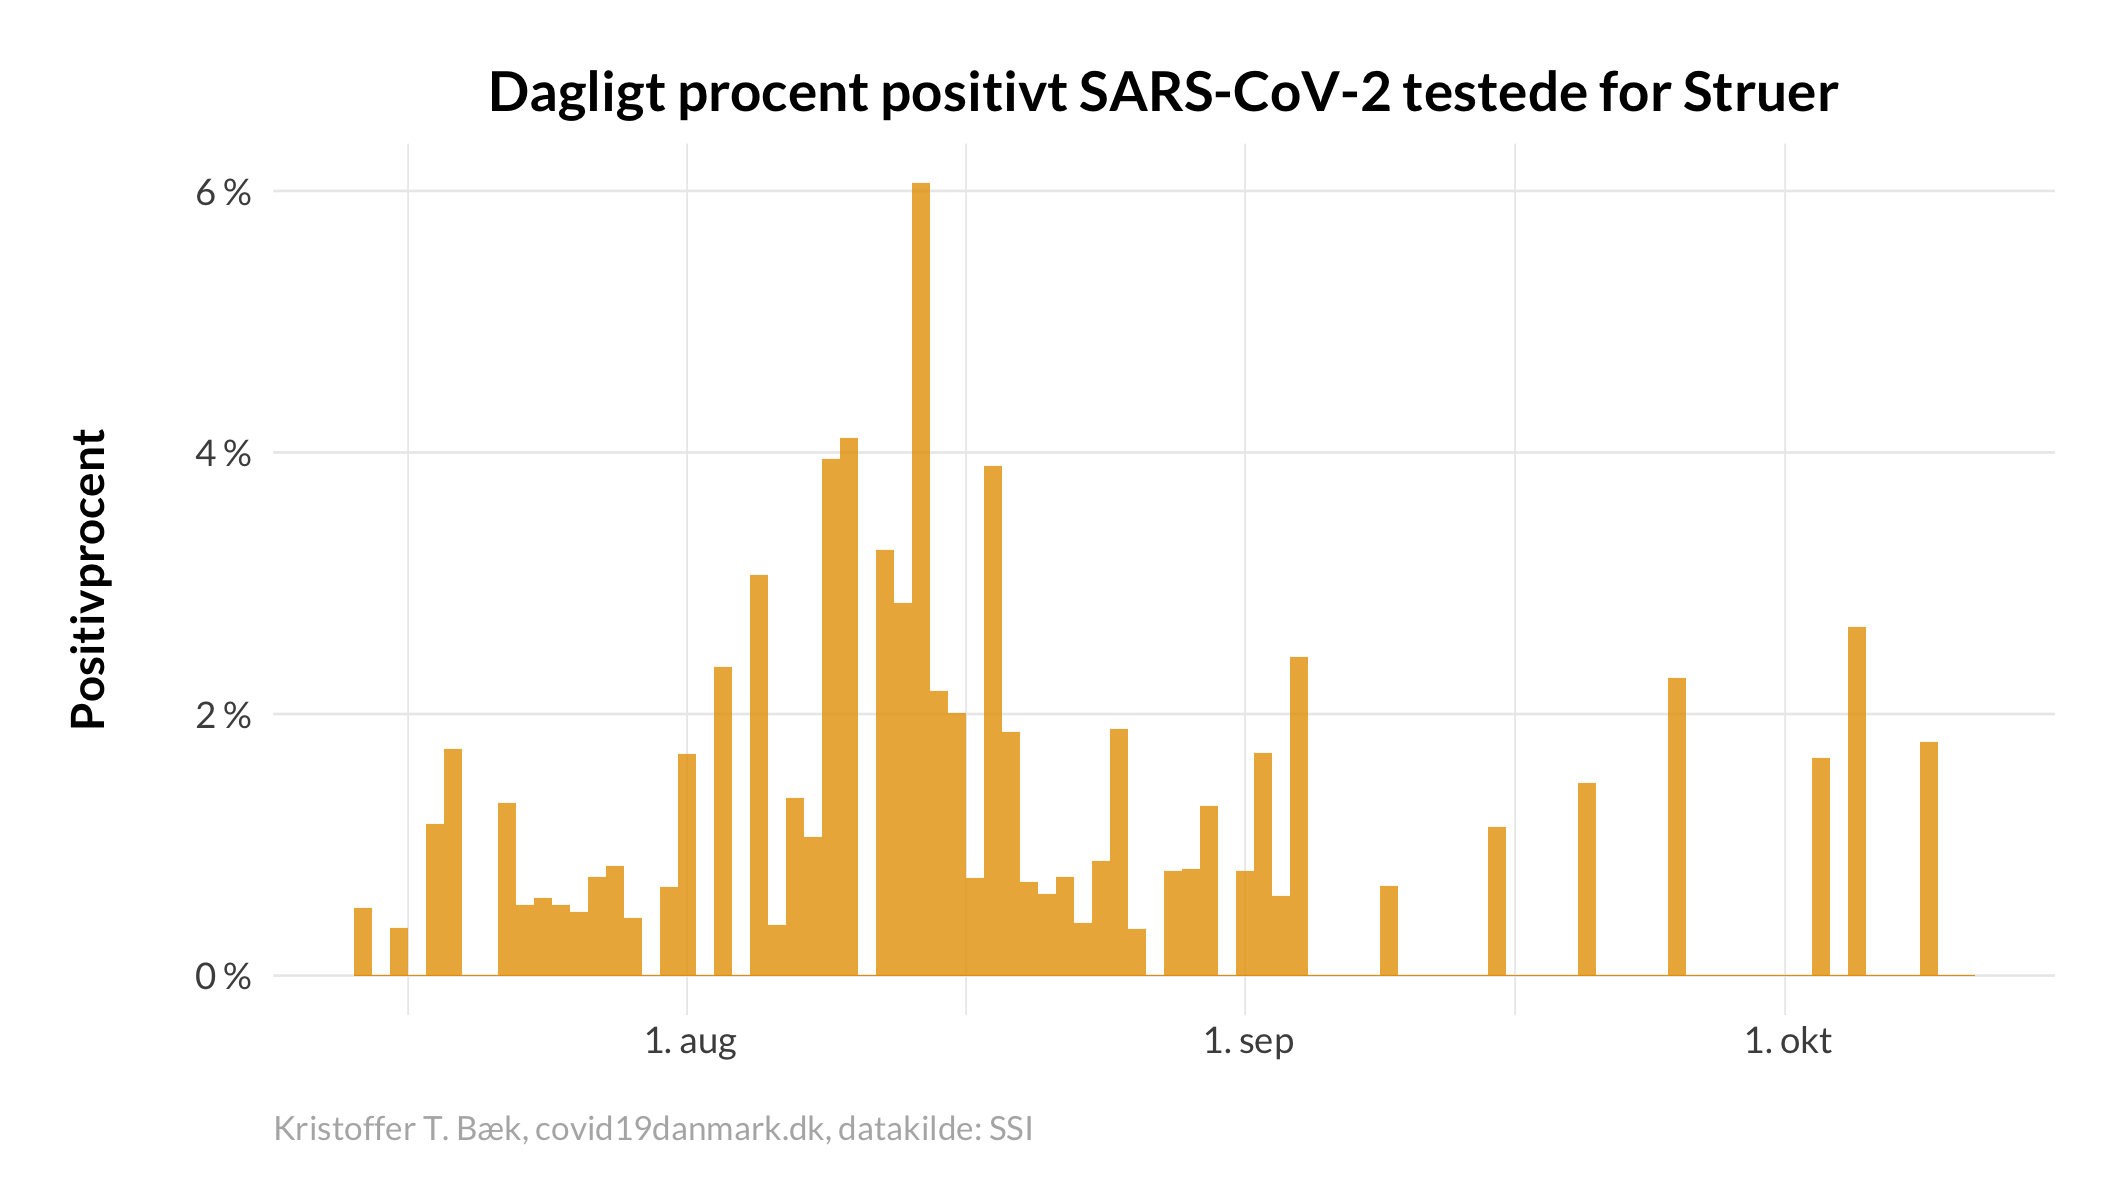 Dagligt procent positivt SARS-CoV-2 testede for Struer
Positivprocent
6 %
4 %
2 %
0 %
1. aug
1. sep
1. okt
Kristoffer T. Bæk, covid19danmark.dk, datakilde: SSI